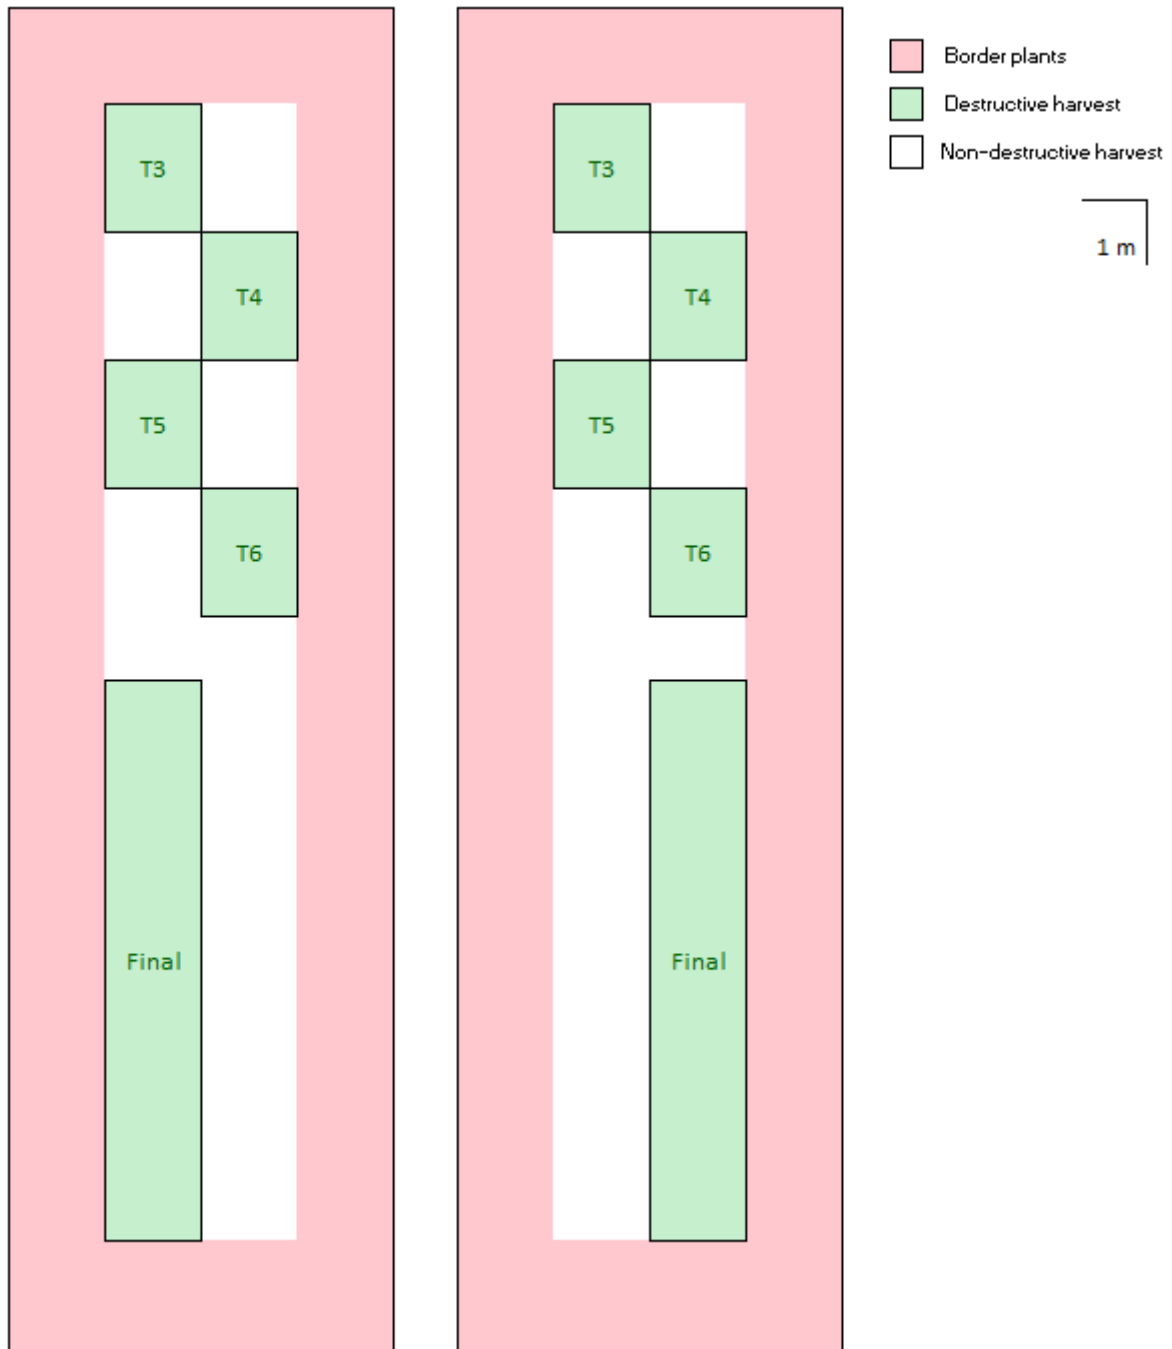 Border plants
Destructive harvest
Non-destructive harvest
1 m
T3
T4
T5
T6
Final
T3
T4
T5
T6
Final